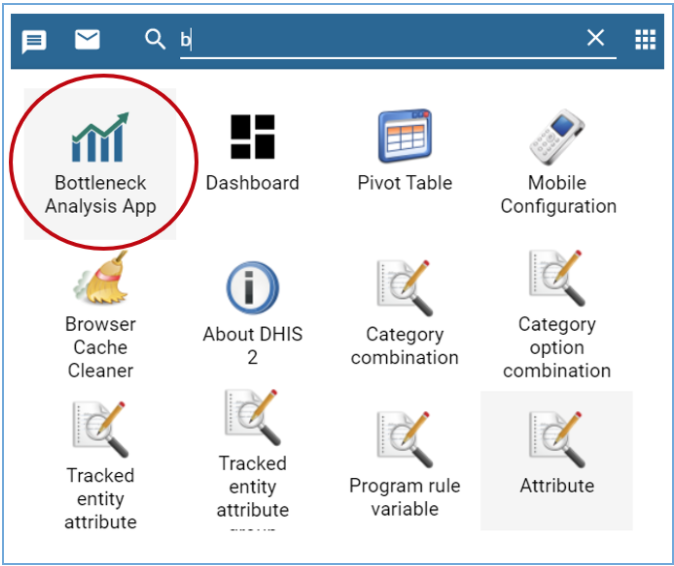 b
Bottleneck
Analysis App
Dashboard
Pivot Table
Mobile
Configuration
Browser
Cache
Cleaner
About DHIS
2
Category
combination
Category
option
combination
Tracked
entity
attribute
Tracked
entity
attribute
Program rule
variable
Attribute